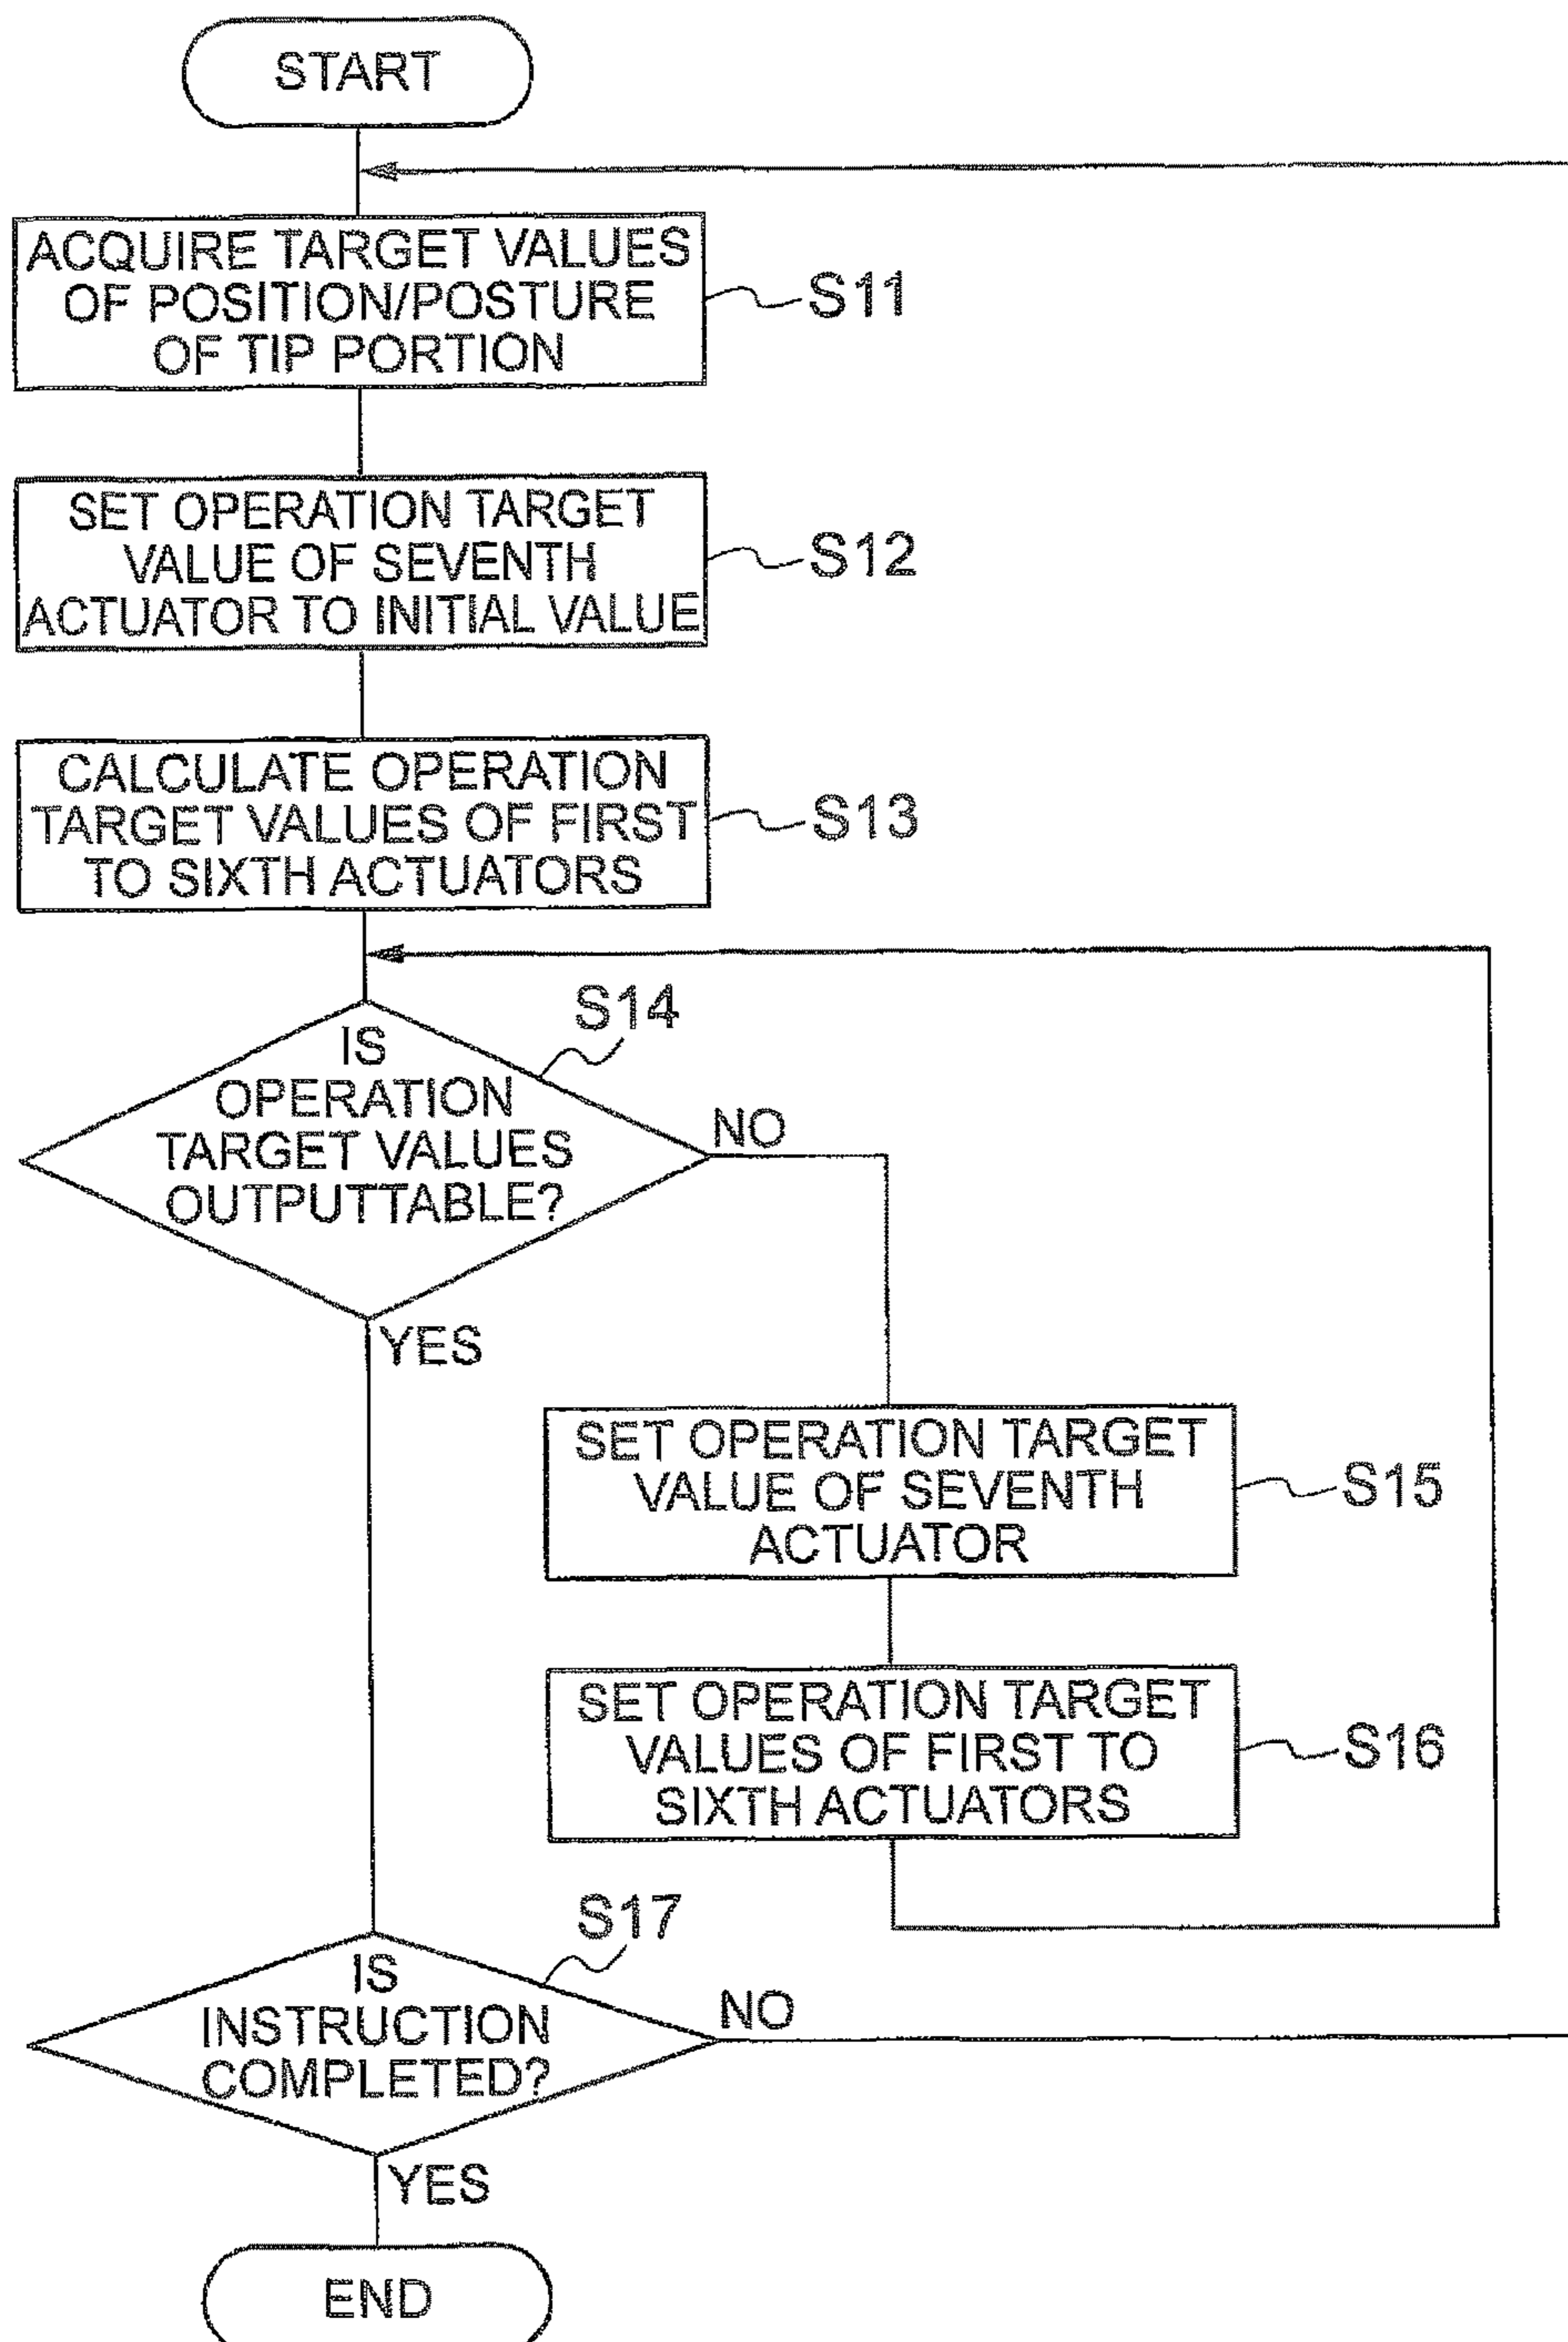 START
ACQUIRE TARGET VALUES
OF POSITION/POSTURE
OF TIP PORTION
S11
SET OPERATION TARGET
VALUE OF SEVENTH
ACTUATOR TO INITIAL VALUE
S12
CALCULATE OPERATION
TARGET VALUES OF FIRST
TO SIXTH ACTUATORS
S13
S14
IS
OPERATION
TARGET VALUES
OUTPUTTABLE?
NO
YES
SET OPERATION TARGET
VALUE OF SEVENTH
ACTUATOR
S15
SET OPERATION TARGET
VALUES OF FIRST TO
SIXTH ACTUATORS
S16
S17
IS
INSTRUCTION
COMPLETED?
NO
YES
END